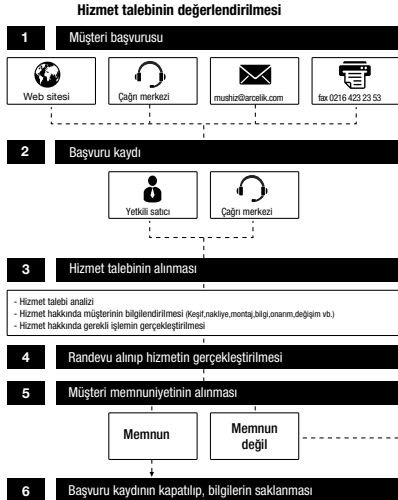 Hizmet talebinin değerlendirilmesi
1 Müşteri başvurusu
Web sitesi
Çağrı merkezi
mushiz@arcelik.com
fax 0216 423 23 53
2 Başvuru kaydı
Yetkili satıcı
Çağrı merkezi
3 Hizmet talebinin alınması
- Hizmet talebi analizi
- Hizmet hakkında müşterinin bilgilendirilmesi (Keşif,nakliye,montaj,bilgi,onarım,değişim vb.)
- Hizmet hakkında gerekli işlemin gerçekleştirilmesi
4 Randevu alınıp hizmetin gerçekleştirilmesi
5 Müşteri memnuniyetinin alınması
Memnun
Memnun
değil
6 Başvuru kaydının kapatılıp, bilgilerin saklanması